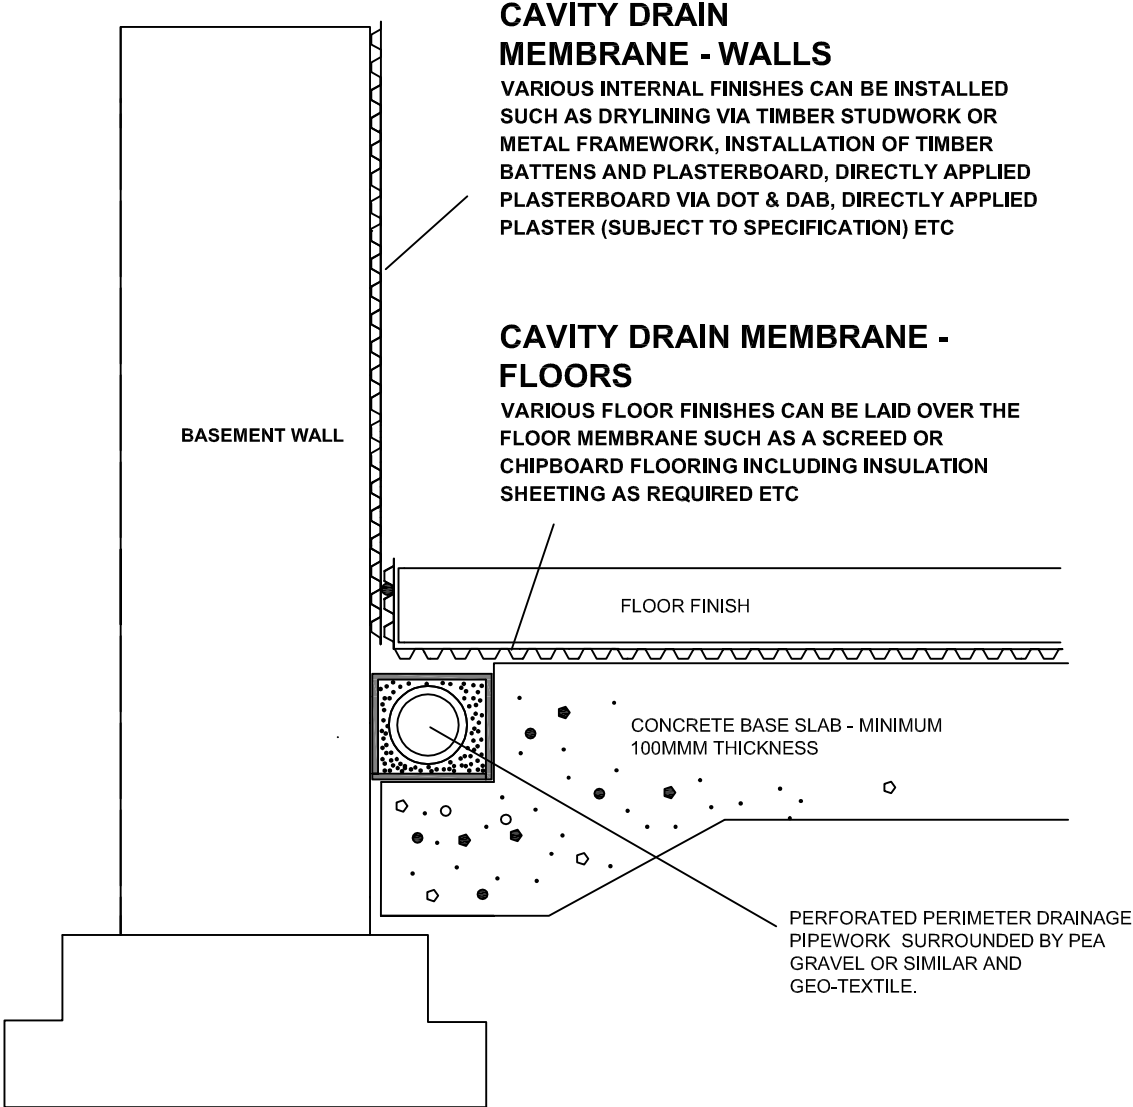 CAVITY DRAIN
MEMBRANE - WALLS
VARIOUS INTERNAL FINISHES CAN BE INSTALLED
SUCH AS DRYLINING VIA TIMBER STUDWORK OR
METAL FRAMEWORK, INSTALLATION OF TIMBER
BATTENS AND PLASTERBOARD, DIRECTLY APPLIED
PLASTERBOARD VIA DOT & DAB, DIRECTLY APPLIED
PLASTER (SUBJECT TO SPECIFICATION) ETC
CAVITY DRAIN MEMBRANE -
FLOORS
VARIOUS FLOOR FINISHES CAN BE LAID OVER THE
FLOOR MEMBRANE SUCH AS A SCREED OR
CHIPBOARD FLOORING INCLUDING INSULATION
SHEETING AS REQUIRED ETC
BASEMENT WALL
FLOOR FINISH
CONCRETE BASE SLAB - MINIMUM
100MMM THICKNESS
PERFORATED PERIMETER DRAINAGE
PIPEWORK SURROUNDED BY PEA
GRAVEL OR SIMILAR AND
GEO-TEXTILE.